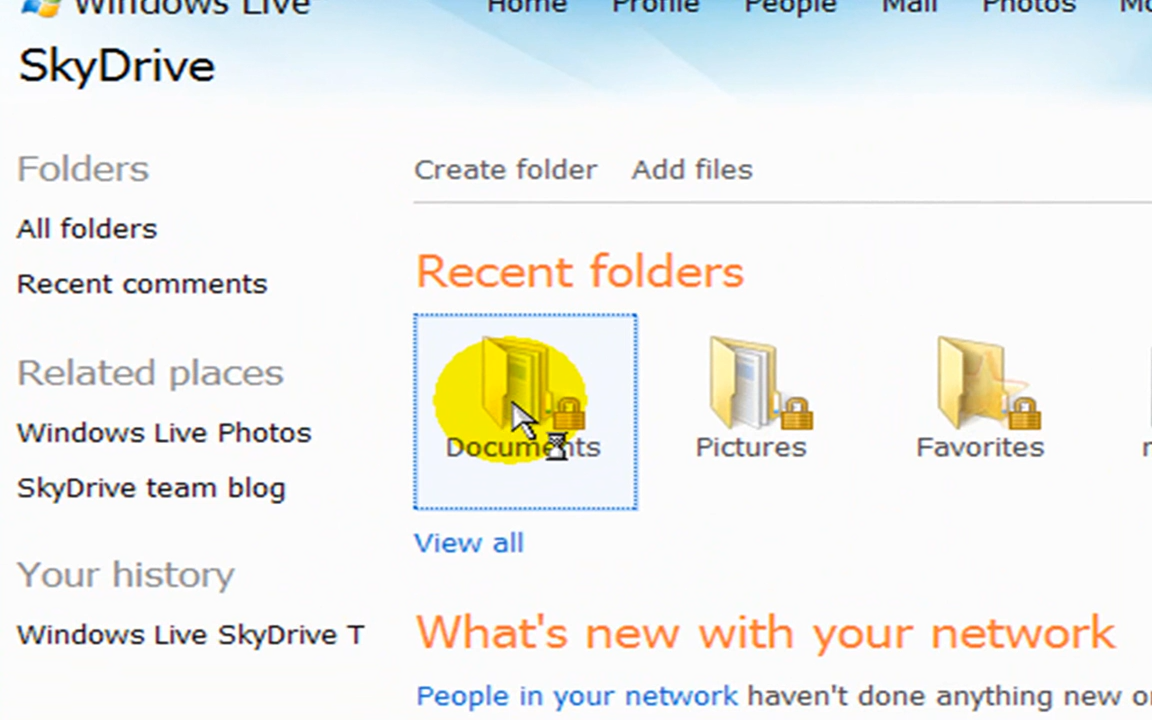 Windows Live
Home Profile People Mail Photos
SkyDrive
Folders
All folders
Recent comments
Related places
Windows Live Photos
SkyDrive team blog
Your history
Windows Live SkyDrive T
Create folder Add files
Recent folders
Documents Pictures Favorites
View all
What's new with your network
People in your network haven't done anything new